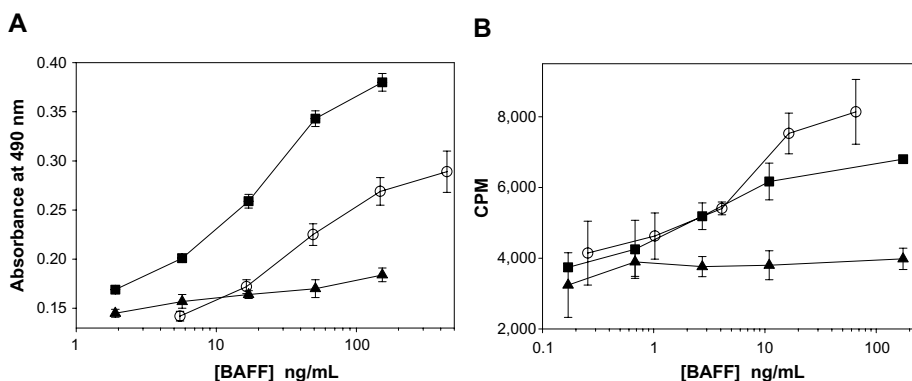 A
Absorbance at 490 nm
0.40
0.35
0.30
0.25
0.20
0.15
1 10 100
[BAFF] ng/mL
B
CPM
8,000
6,000
4,000
2,000
0.1 1 10 100
[BAFF] ng/mL